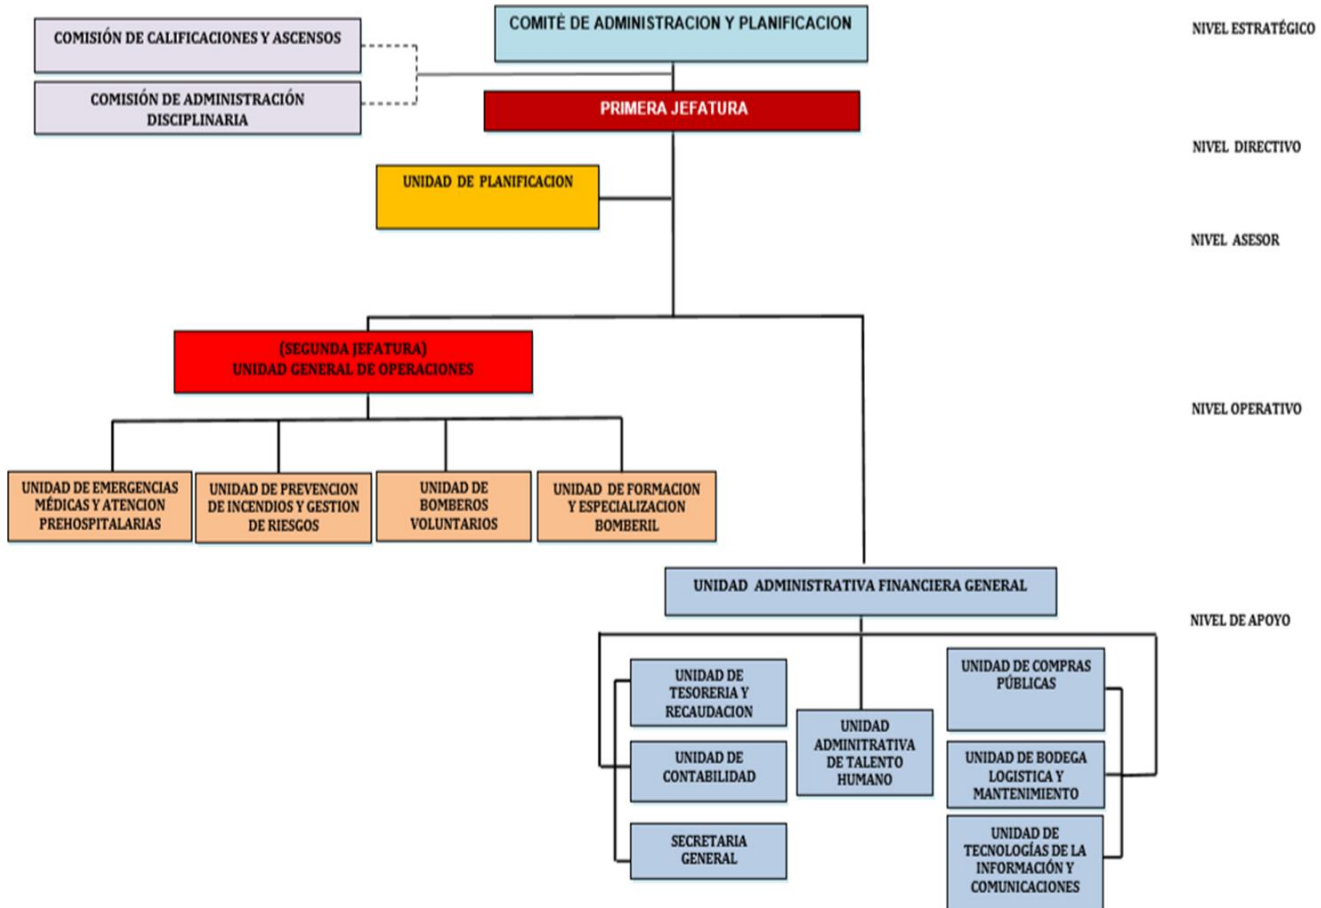 COMITÉ DE ADMINISTRACION Y PLANIFICACION
NIVEL ESTRATÉGICO
COMISIÓN DE CALIFICACIONES Y ASCENSOS
COMISIÓN DE ADMINISTRACIÓN
DISCIPLINARIA
PRIMERA JEFATURA
NIVEL DIRECTIVO
UNIDAD DE PLANIFICACION
NIVEL ASESOR
(SEGUNDA JEFATURA)
UNIDAD GENERAL DE OPERACIONES
NIVEL OPERATIVO
UNIDAD DE EMERGENCIAS
MÉDICAS Y ATENCION
PREHOSPITALARIAS
UNIDAD DE PREVENCION
DE INCENDIOS Y GESTION
DE RIESGOS
UNIDAD DE
BOMBEROS
VOLUNTARIOS
UNIDAD DE FORMACION
Y ESPECIALIZACION
BOMBERIL
UNIDAD ADMINISTRATIVA FINANCIERA GENERAL
NIVEL DE APOYO
UNIDAD DE
TESORERIA Y
RECAUDACION
UNIDAD DE
CONTABILIDAD
SECRETARIA
GENERAL
UNIDAD
ADMINITRATIVA
DE TALENTO
HUMANO
UNIDAD DE COMPRAS
PÚBLICAS
UNIDAD DE BODEGA
LOGISTICA Y
MANTENIMIENTO
UNIDAD DE
TECNOLOGÍAS DE LA
INFORMACIÓN Y
COMUNICACIONES